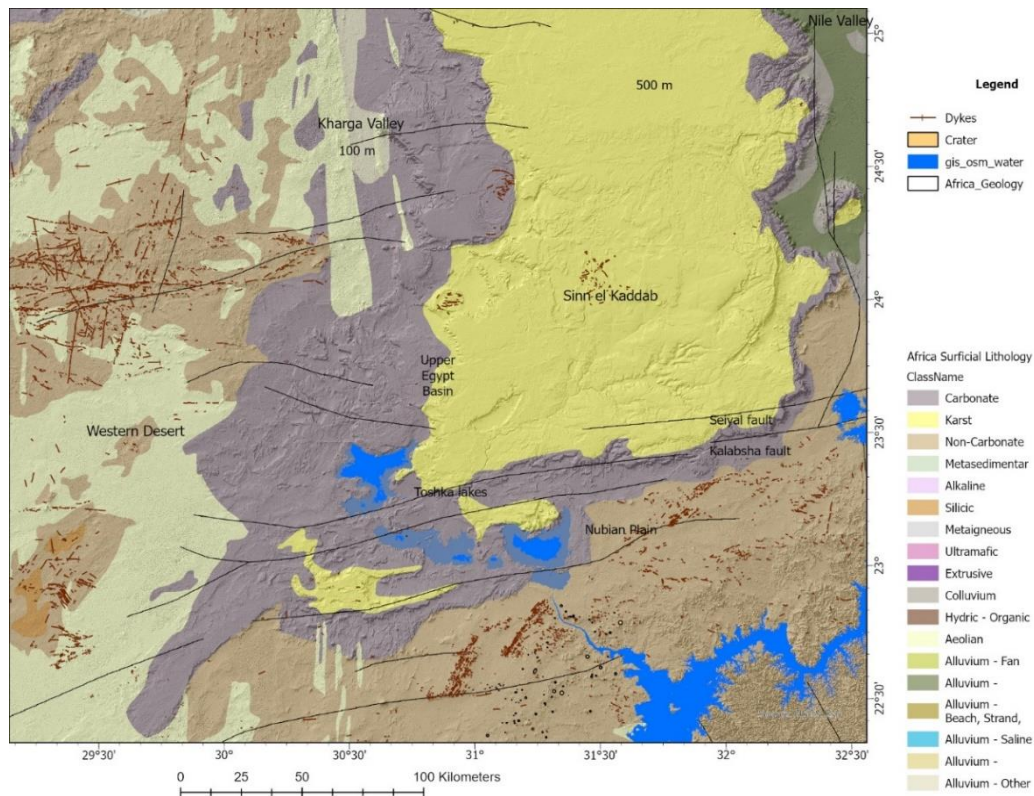 Nile Valley
25°
500 m
Kharga Valley
100 m
24°30'
Sinn el Kaddab
24°
Upper
Egypt
Basin
Western Desert
Seiyal fault
23°30'
Kalabsha fault
Toshka lakes
Nubian Plain
23°
22°30'
29°30'
30°
30°30'
31°
31°30'
32°
32°30'
0
25
50
100 Kilometers
Legend
Dykes
Crater
gis_osm_water
Africa_Geology
Africa Surficial Lithology
ClassName
Carbonate
Karst
Non-Carbonate
Metasedimentar
Alkaline
Silicic
Metaigneous
Ultramafic
Extrusive
Colluvium
Hydric - Organic
Aeolian
Alluvium - Fan
Alluvium -
Alluvium -
Beach, Strand,
Alluvium - Saline
Alluvium -
Alluvium - Other